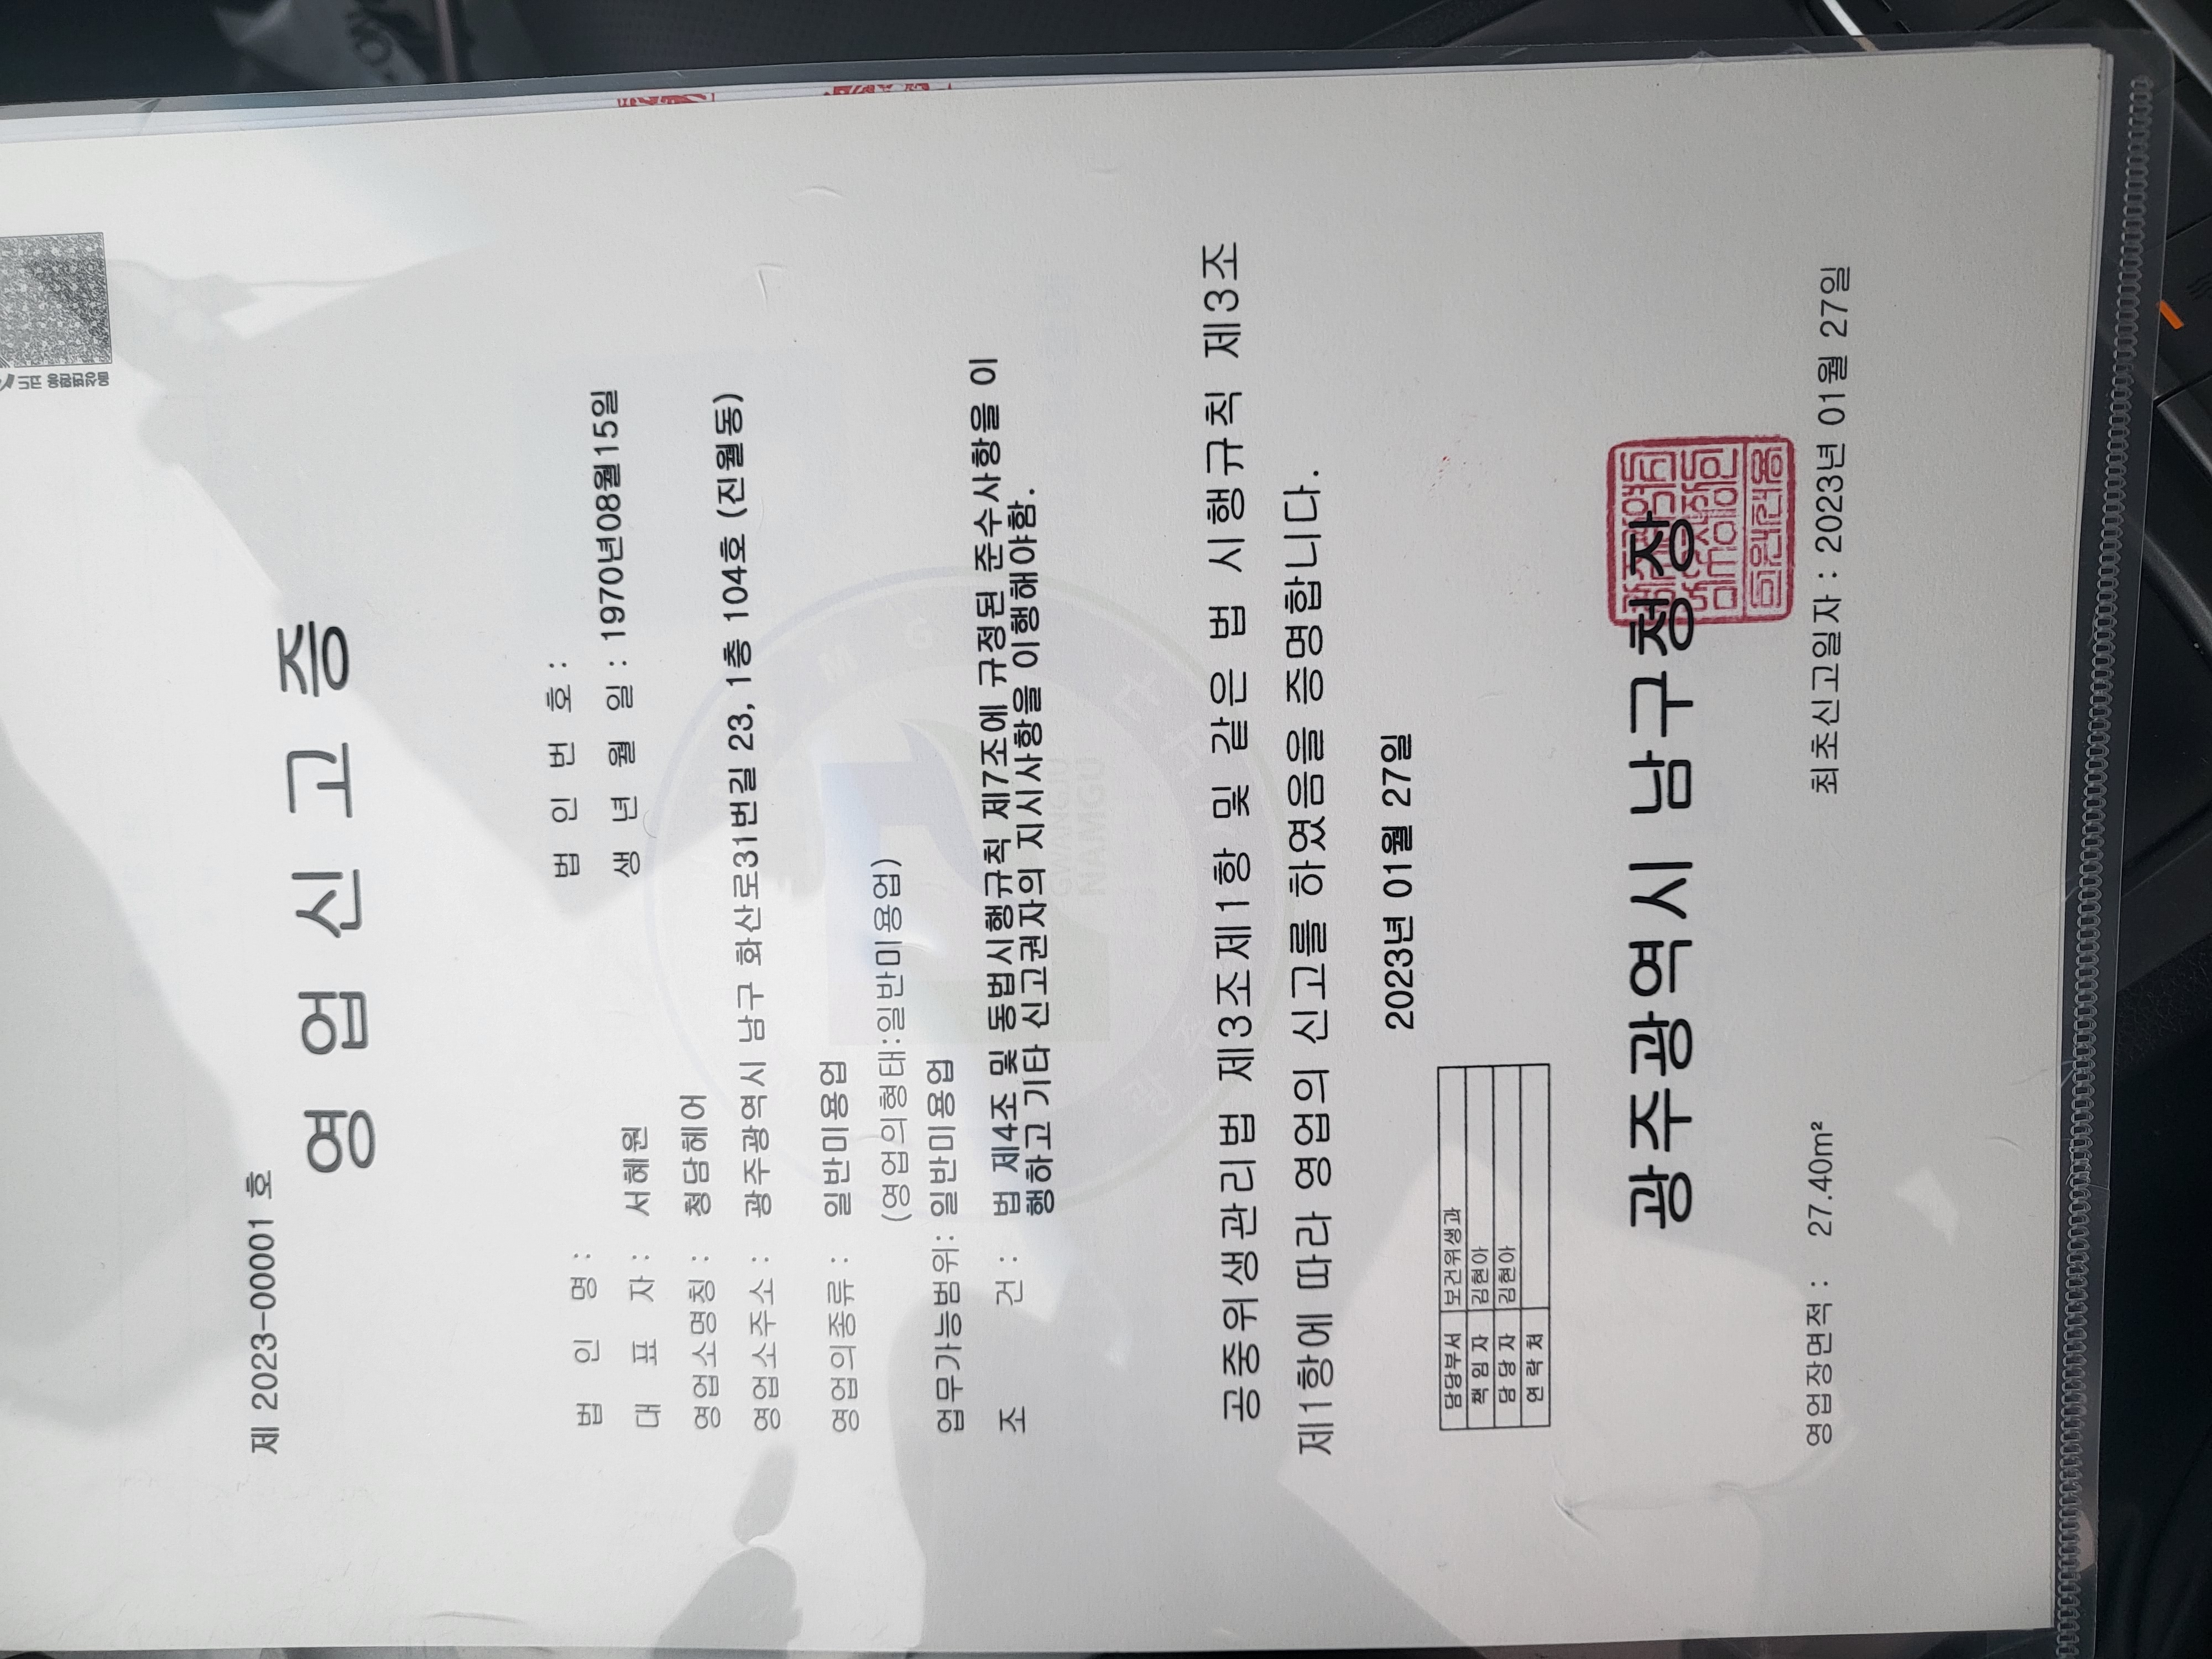 제 2023-00001 호
영 업 신 고 증
법 인 명 :
법 인 번 호 :
대 표 자 : 서혜원
생 년 월 일 : 1970년08월15일
영업소명칭 : 청담헤어
영업소주소 : 광주광역시 남구 화산로31번길 23, 1층 104호 (진월동)
영업의종류 : 일반미용업
(영업의형태:일반미용업)
업무가능범위: 일반미용업
조 건 : 법 제4조 및 동법시행규칙 제7조에 규정된 준수사항을 이
행하고 기타 신고권자의 지시사항을 이행해야함.
GWANGJU
NAMGU
공중위생관리법 제3조제1항 및 같은 법 시행규칙 제3조
제1항에 따라 영업의 신고를 하였음을 증명합니다.
2023년 01월 27일
담당부서 보건위생과
책 임 자 김현아
담 당 자 김현아
연 락 처
광주광역시 남구청장
영업장면적 : 27.40m²
최초신고일자 : 2023년 01월 27일